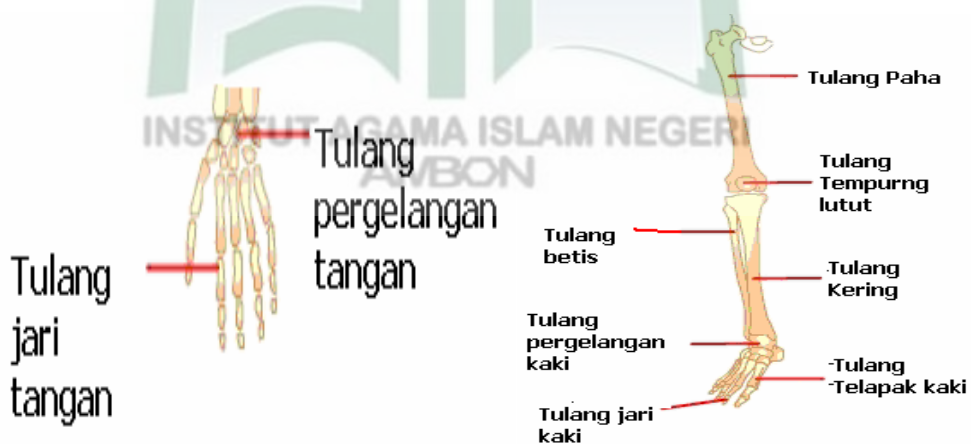 INSTITUT AGAMA ISLAM NEGERI
AMBON
Tulang
pergelangan
tangan
Tulang
jari
tangan
Tulang Paha
Tulang
Tempurng
lutut
Tulang
betis
Tulang
Kering
Tulang
pergelangan
kaki
-Tulang
-Telapak kaki
Tulang jari
kaki